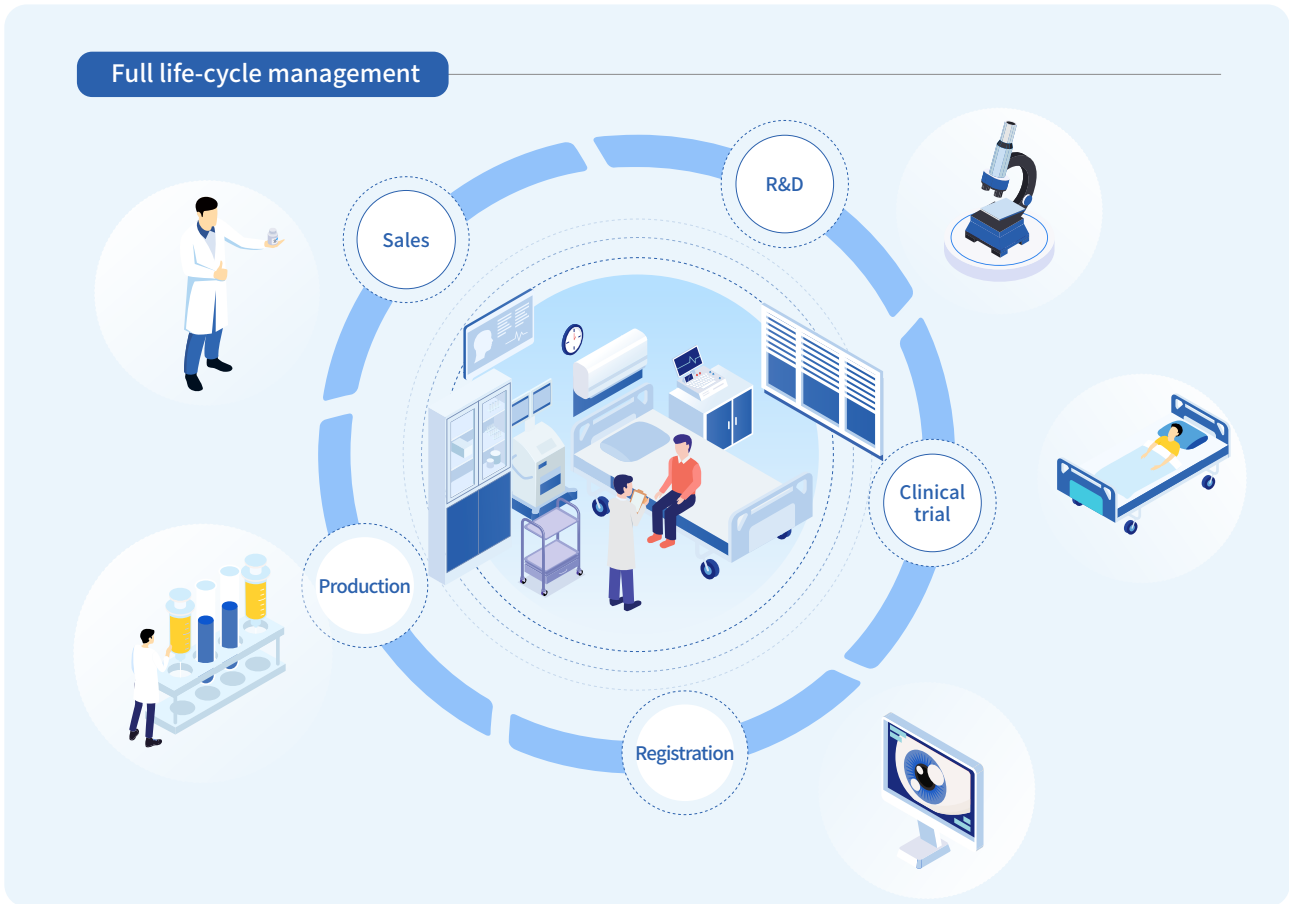 Full life-cycle management
R&D
Sales
Clinical
trial
Production
Registration